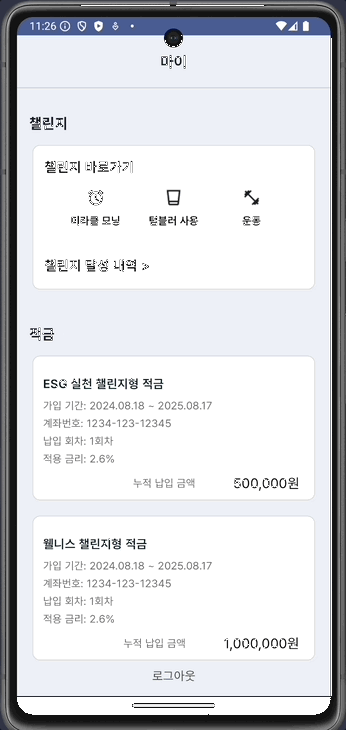 11:26
마이
챌린지
챌린지 바로가기
미라클 모닝 텀블러 사용 운동
챌린지 달성 내역 >
적금
ESG 실천 챌린지형 적금
가입 기간: 2024.08.18 ~ 2025.08.17
계좌번호: 1234-123-12345
납입 회차: 1회차
적용 금리: 2.6%
누적 납입 금액 500,000원
웰니스 챌린지형 적금
가입 기간: 2024.08.18 ~ 2025.08.17
계좌번호: 1234-123-12345
납입 회차: 1회차
적용 금리: 2.6%
누적 납입 금액 1,000,000원
로그아웃